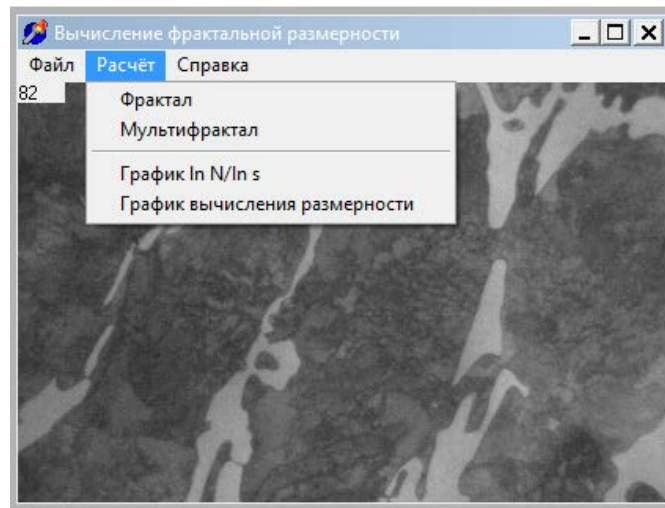 Вычисление фрактальной размерности
Файл Расчёт Справка
82
Фрактал
Мультифрактал
График ln N/ln s
График вычисления размерности